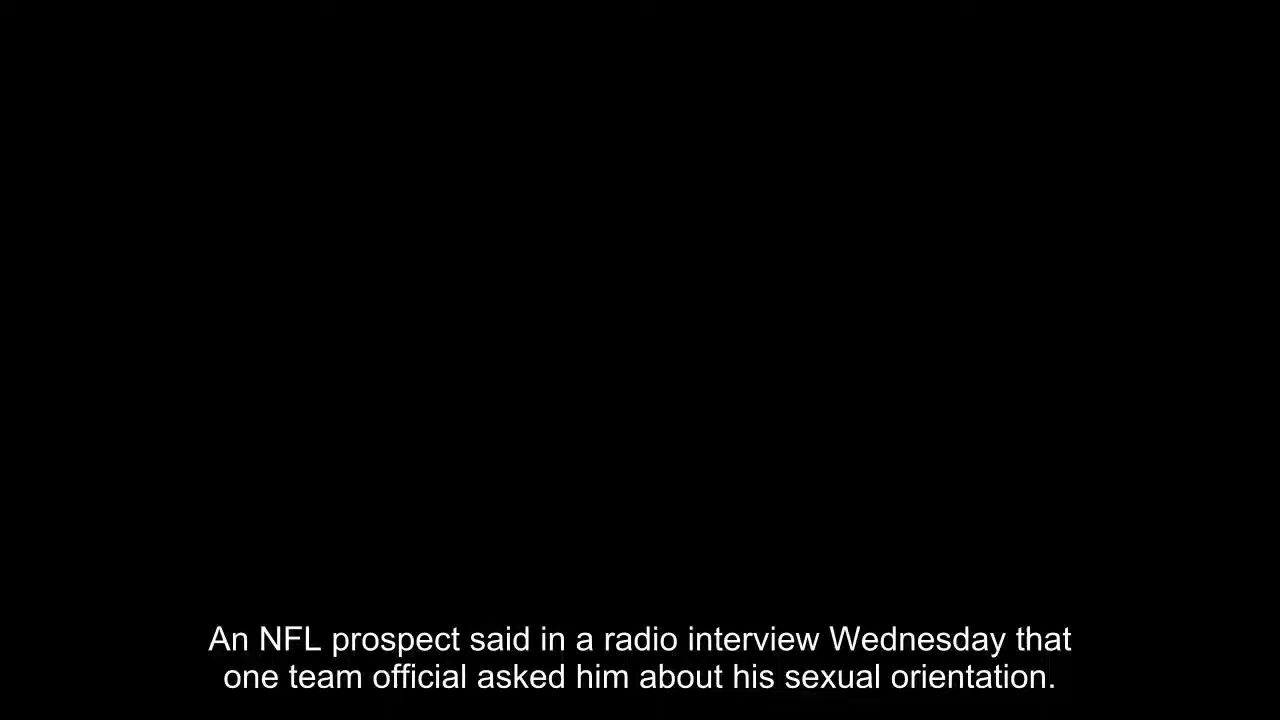 An NFL prospect said in a radio interview Wednesday that
one team official asked him about his sexual orientation.